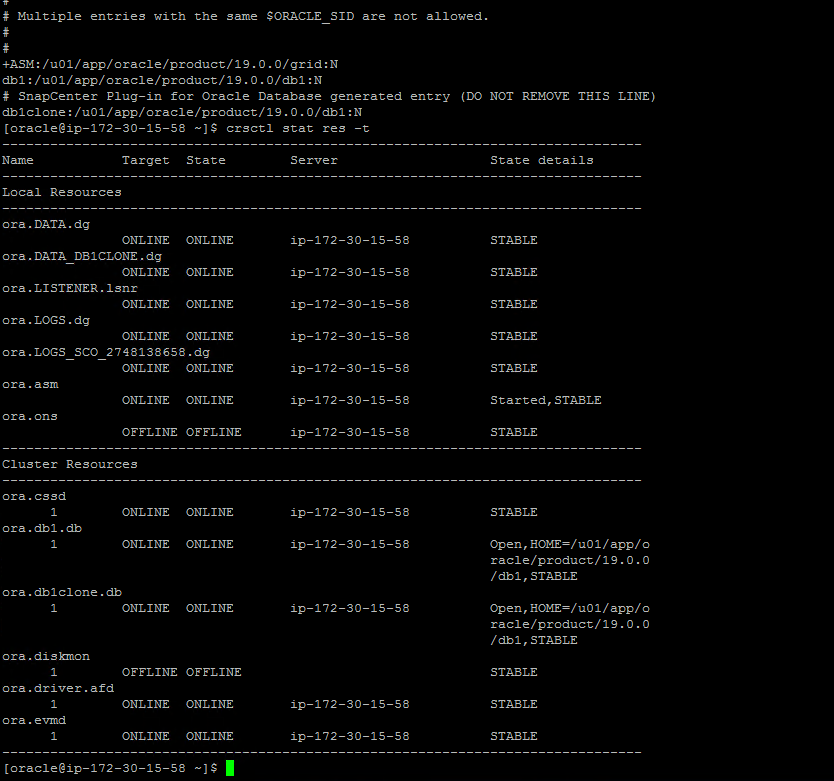 #
# Multiple entries with the same $ORACLE_SID are not allowed.
#
#
+ASM:/u01/app/oracle/product/19.0.0/grid:N
db1:/u01/app/oracle/product/19.0.0/db1:N
# SnapCenter Plug-in for Oracle Database generated entry (DO NOT REMOVE THIS LINE)
db1clone:/u01/app/oracle/product/19.0.0/db1:N
[oracle@ip-172-30-15-58 ~]$ crsctl stat res -t
--------------------------------------------------------------------------------
Name           Target  State        Server                   State details
--------------------------------------------------------------------------------
Local Resources
--------------------------------------------------------------------------------
ora.DATA.dg
               ONLINE  ONLINE       ip-172-30-15-58          STABLE
ora.DATA_DB1CLONE.dg
               ONLINE  ONLINE       ip-172-30-15-58          STABLE
ora.LISTENER.lsnr
               ONLINE  ONLINE       ip-172-30-15-58          STABLE
ora.LOGS.dg
               ONLINE  ONLINE       ip-172-30-15-58          STABLE
ora.LOGS_SCO_2748138658.dg
               ONLINE  ONLINE       ip-172-30-15-58          STABLE
ora.asm
               ONLINE  ONLINE       ip-172-30-15-58          Started,STABLE
ora.ons
               OFFLINE OFFLINE      ip-172-30-15-58          STABLE
--------------------------------------------------------------------------------
Cluster Resources
--------------------------------------------------------------------------------
ora.cssd
      1        ONLINE  ONLINE       ip-172-30-15-58          STABLE
ora.db1.db
      1        ONLINE  ONLINE       ip-172-30-15-58          Open,HOME=/u01/app/o
                                                             racle/product/19.0.0
                                                             /db1,STABLE
ora.db1clone.db
      1        ONLINE  ONLINE       ip-172-30-15-58          Open,HOME=/u01/app/o
                                                             racle/product/19.0.0
                                                             /db1,STABLE
ora.diskmon
      1        OFFLINE OFFLINE                               STABLE
ora.driver.afd
      1        ONLINE  ONLINE       ip-172-30-15-58          STABLE
ora.evmd
      1        ONLINE  ONLINE       ip-172-30-15-58          STABLE
--------------------------------------------------------------------------------
[oracle@ip-172-30-15-58 ~]$